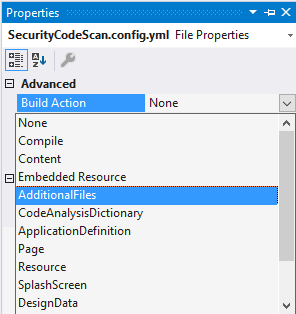 Properties
SecurityCodeScan.config.yml File Properties
Advanced
Build Action None
None
Compile
Content
Embedded Resource
AdditionalFiles
CodeAnalysisDictionary
ApplicationDefinition
Page
Resource
SplashScreen
DesignData